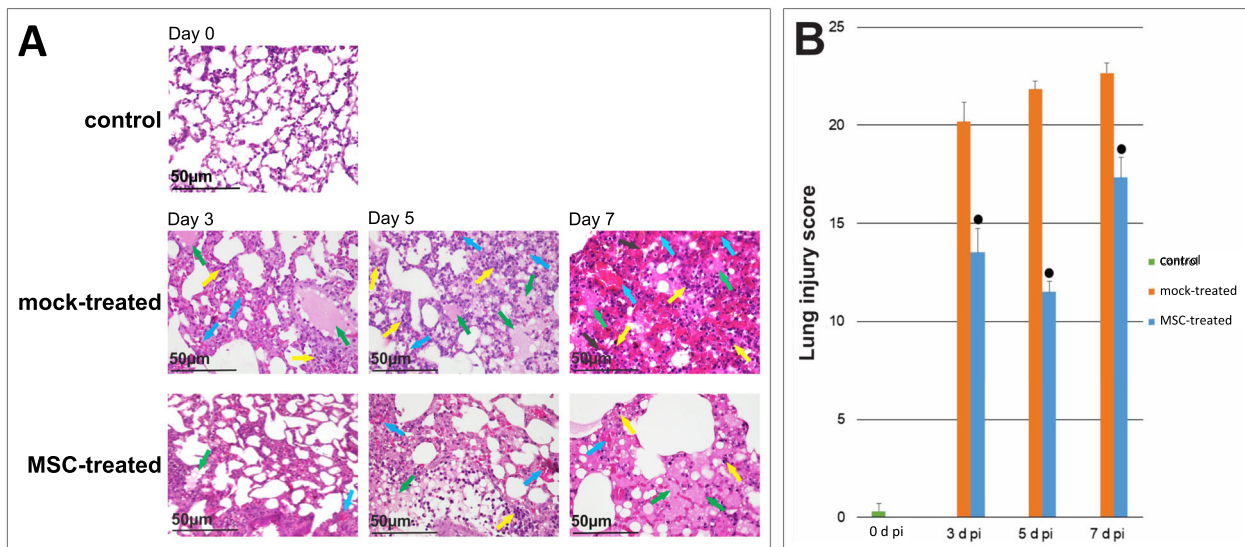 A
Day 0
control
50µm
Day 3
Day 5
Day 7
mock-treated
50µm
50µm
50µm
MSC-treated
50µm
50µm
50µm
B
Lung injury score
25
20
15
10
5
0
0 d pi
3 d pi
5 d pi
7 d pi
control
mock-treated
MSC-treated